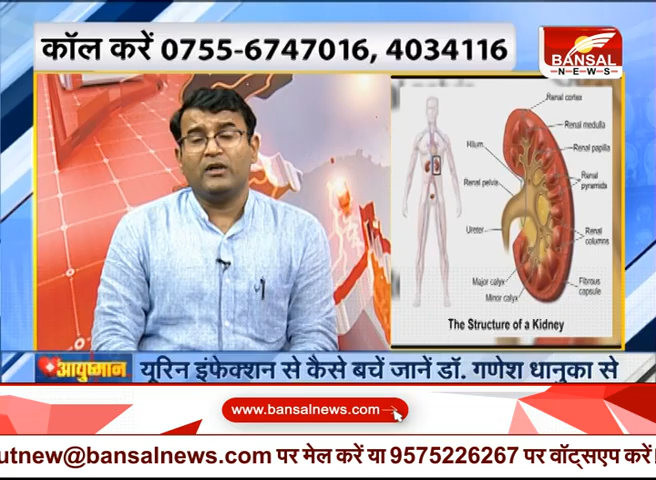 कॉल करें 0755-6747016, 4034116
BANSAL
NEWS
Renal cortex
Renal medulla
Hilum
Renal papilla
Renal pelvis
Renal pyramids
Ureter
Renal columns
Major calyx
Fibrous capsule
Minor calyx
The Structure of a Kidney
आयुष्मान
यूरिन इंफेक्शन से कैसे बचें जानें डॉ. गणेश धानुका से
www.bansalnews.com
utnew@bansalnews.com पर मेल करें या 9575226267 पर वॉट्सएप करें!